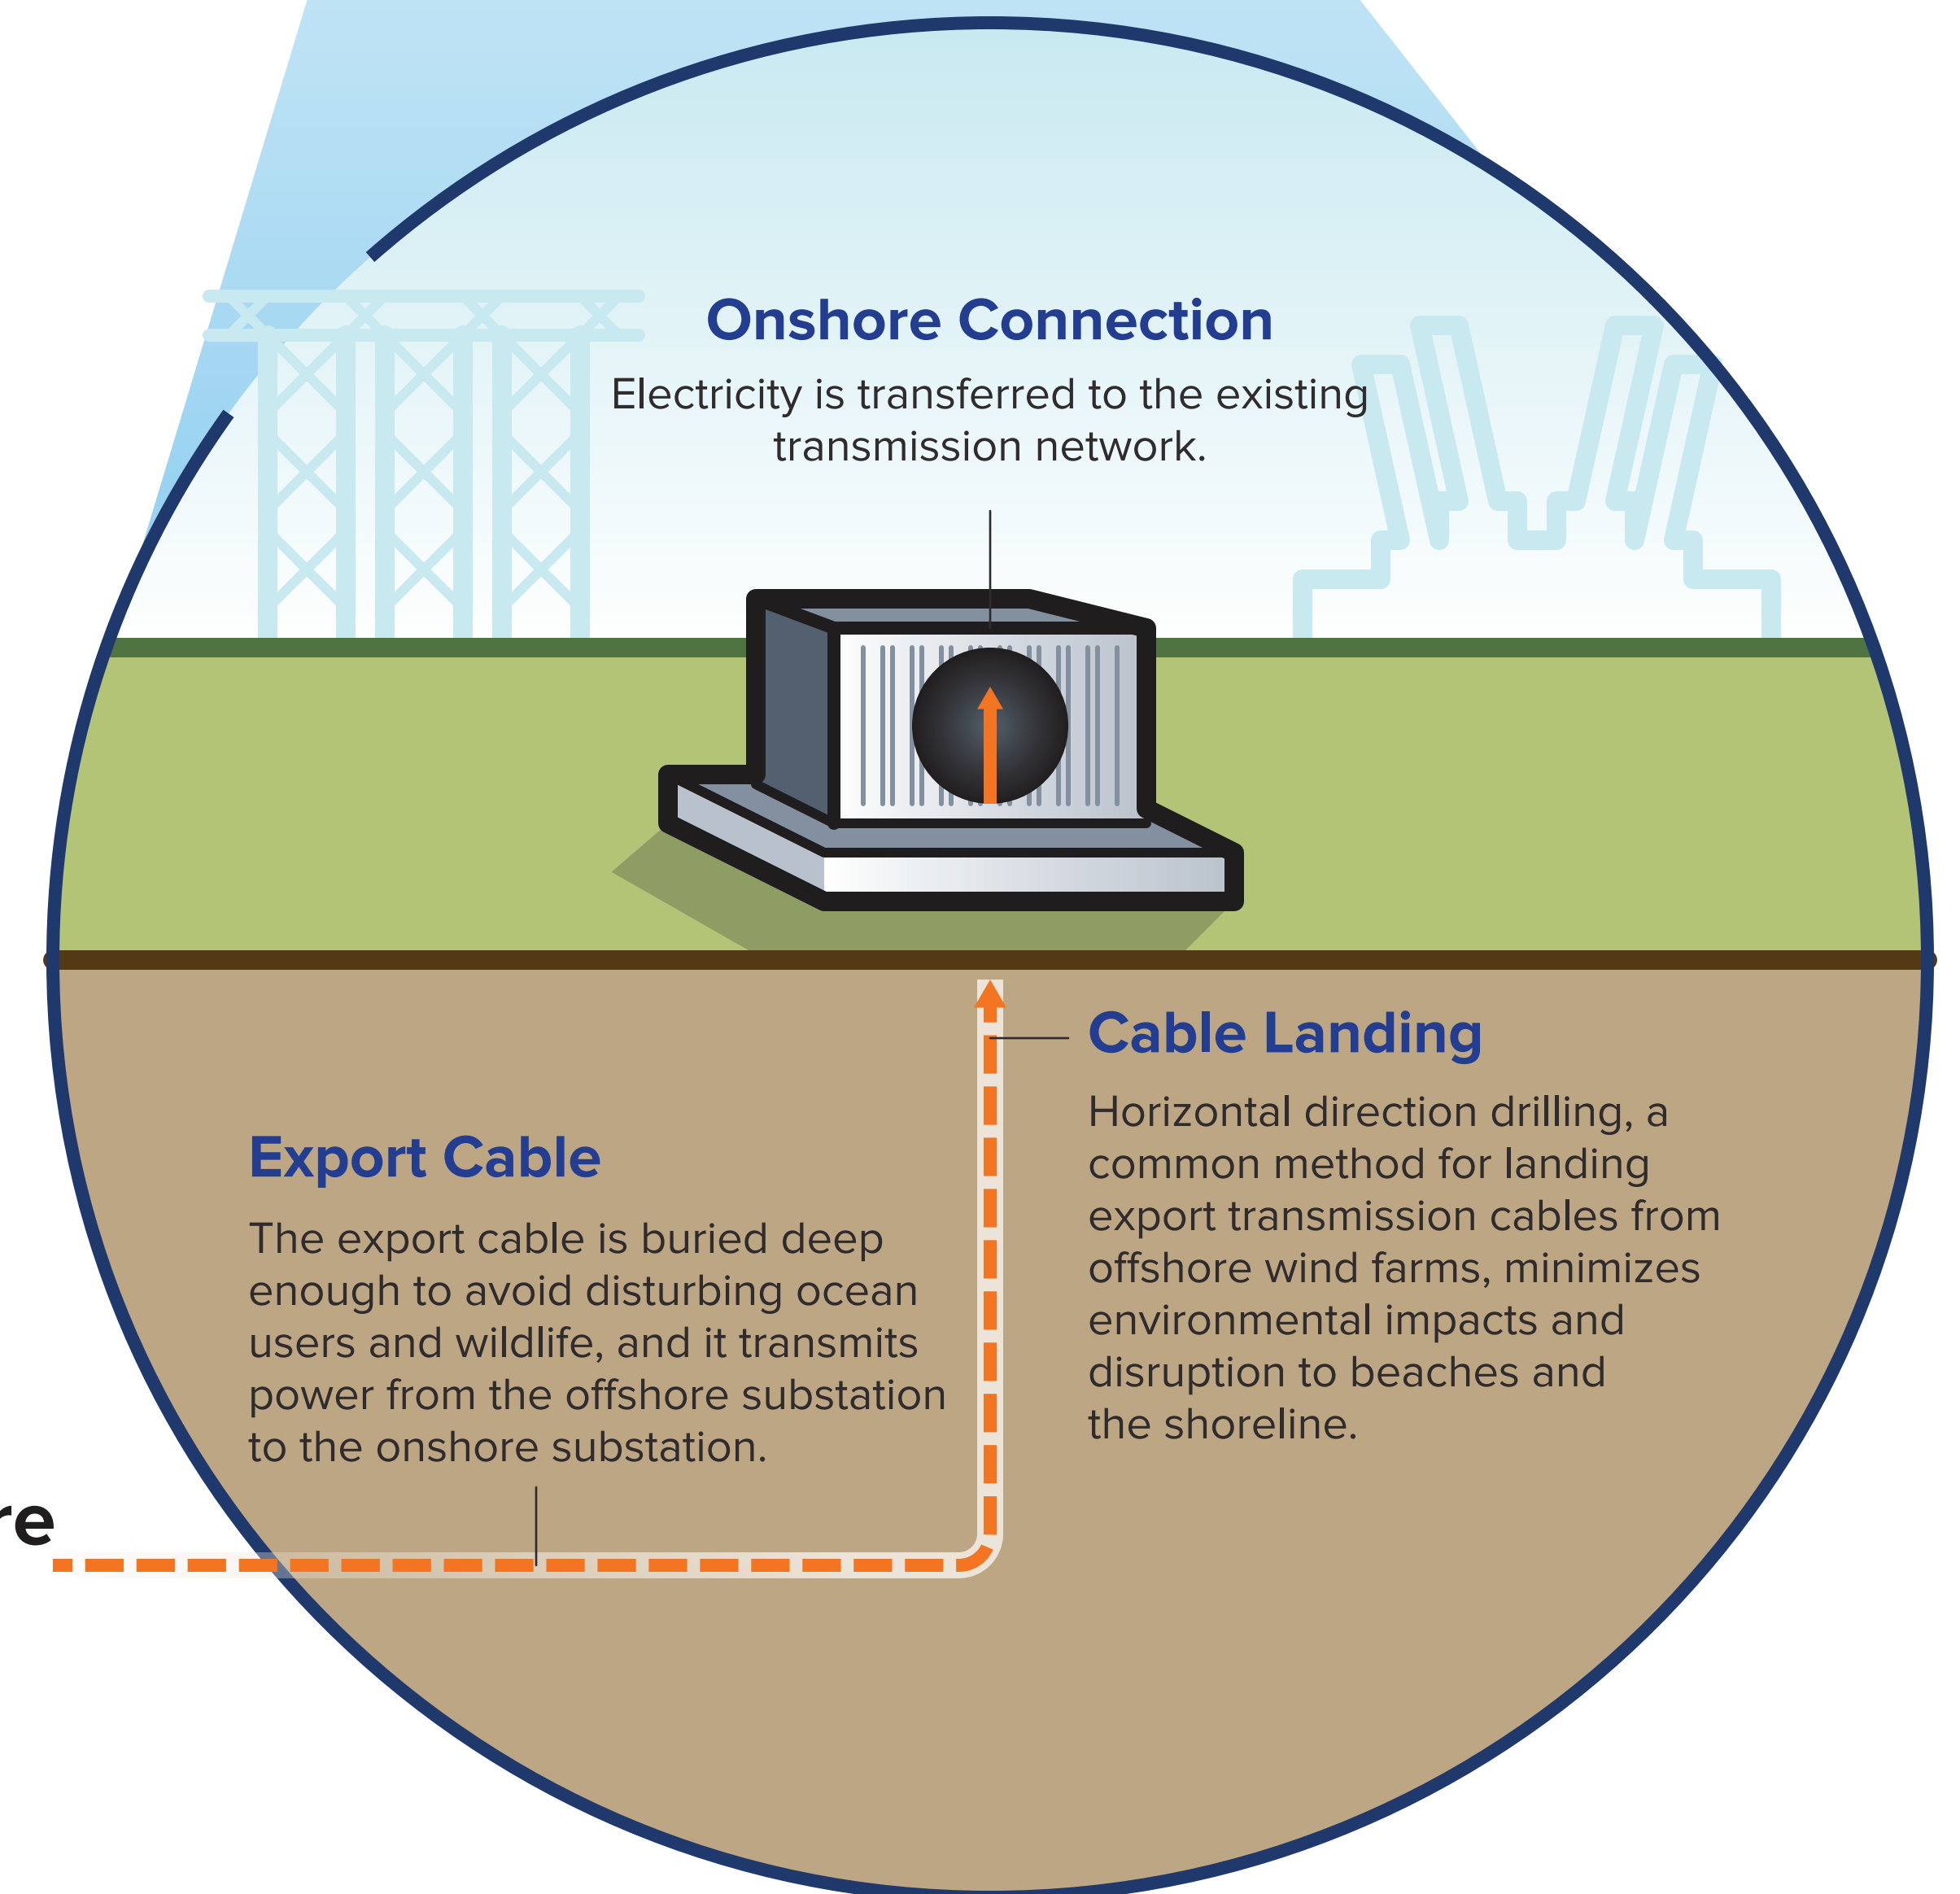 Onshore Connection
Electricity is transferred to the existing
transmission network.
Cable Landing
Horizontal direction drilling, a
common method for landing
export transmission cables from
offshore wind farms, minimizes
environmental impacts and
disruption to beaches and
the shoreline.
Export Cable
The export cable is buried deep
enough to avoid disturbing ocean
users and wildlife, and it transmits
power from the offshore substation
to the onshore substation.